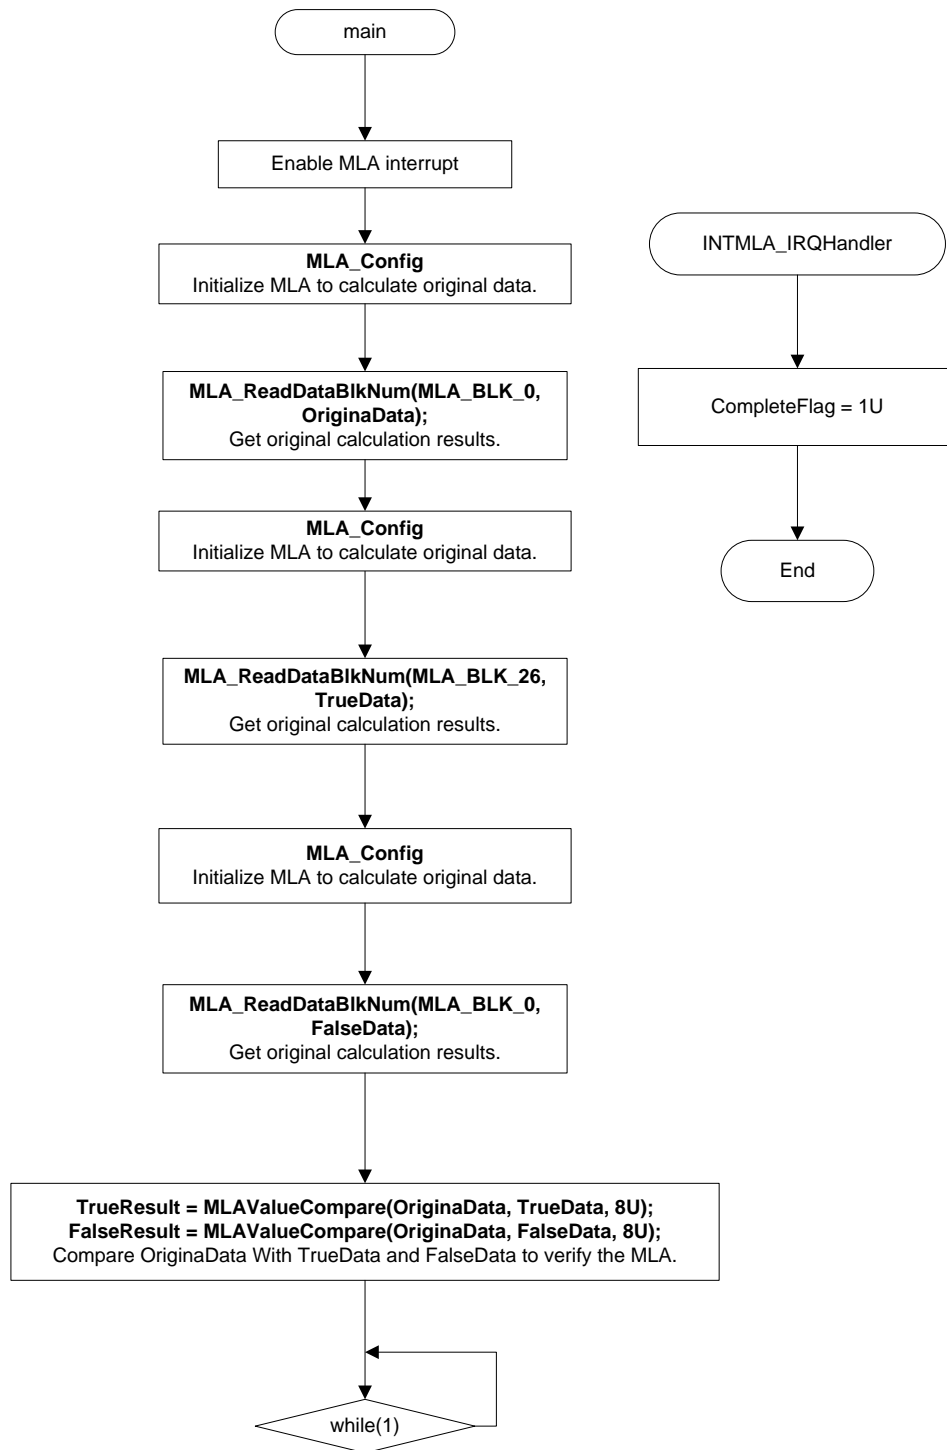 main
Enable MLA interrupt
MLA_Config
Initialize MLA to calculate original data.
MLA_ReadDataBlkNum(MLA_BLK_0,
OriginaData);
Get original calculation results.
MLA_Config
Initialize MLA to calculate original data.
MLA_ReadDataBlkNum(MLA_BLK_26,
TrueData);
Get original calculation results.
MLA_Config
Initialize MLA to calculate original data.
MLA_ReadDataBlkNum(MLA_BLK_0,
FalseData);
Get original calculation results.
TrueResult = MLAValueCompare(OriginaData, TrueData, 8U);
FalseResult = MLAValueCompare(OriginaData, FalseData, 8U);
Compare OriginaData With TrueData and FalseData to verify the MLA.
while(1)
INTMLA_IRQHandler
CompleteFlag = 1U
End